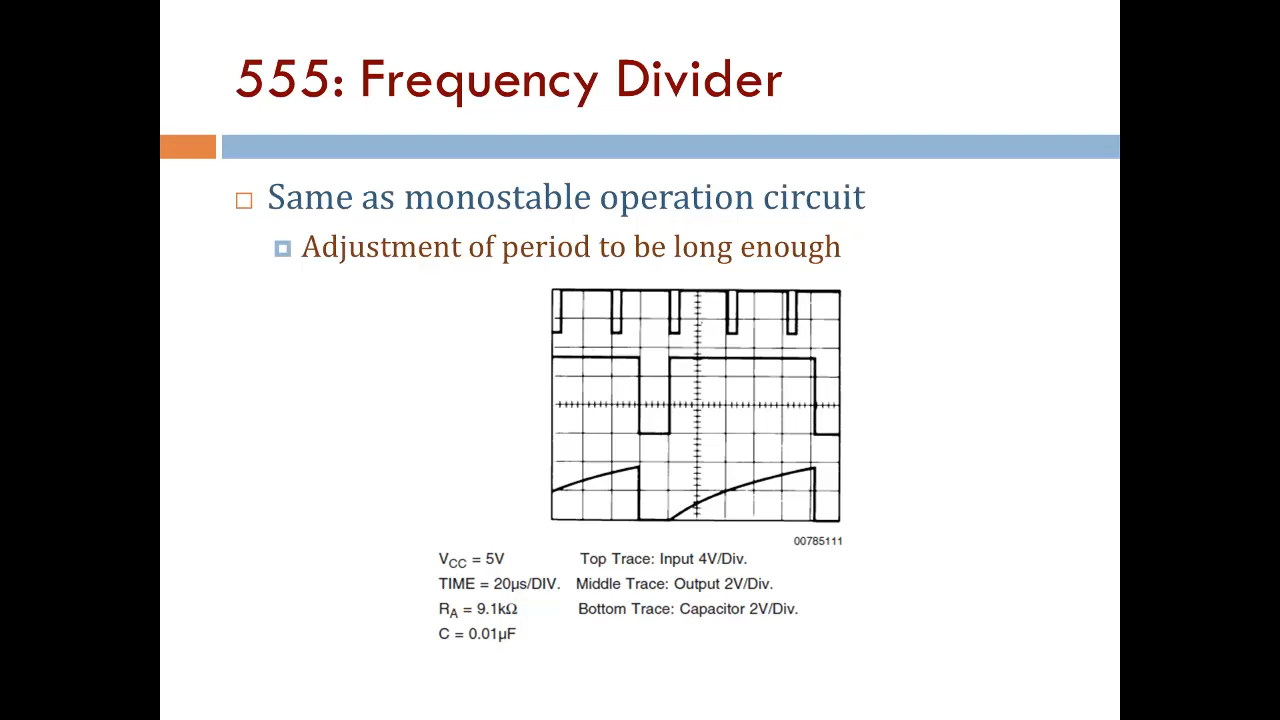 555: Frequency Divider
Same as monostable operation circuit
Adjustment of period to be long enough
00785111
VCC = 5V Top Trace: Input 4V/Div.
TIME = 20µs/DIV. Middle Trace: Output 2V/Div.
RA = 9.1kΩ Bottom Trace: Capacitor 2V/Div.
C = 0.01µF